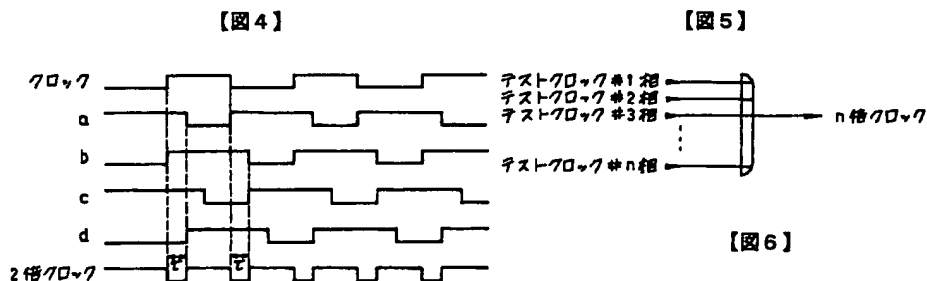 【図4】
クロック
a
b
c
d
2倍クロック
τ τ
【図5】
テストクロック #1相
テストクロック #2相
テストクロック #3相
テストクロック #n相
n倍クロック
【図6】